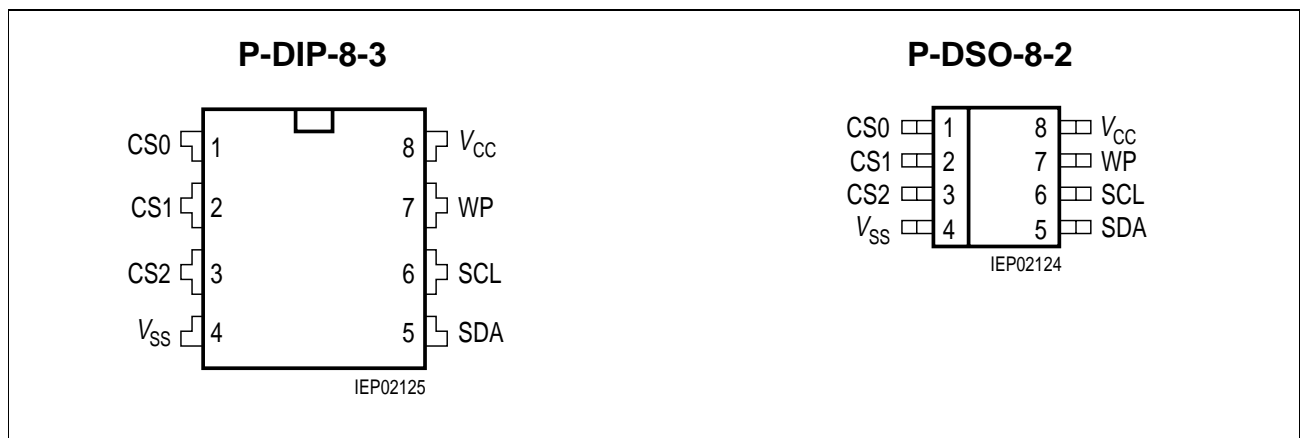 P-DIP-8-3
P-DSO-8-2
CS0 1 8 VCC
CS1 2 7 WP
CS2 3 6 SCL
VSS 4 5 SDA
IEP02125
CS0 1 8 VCC
CS1 2 7 WP
CS2 3 6 SCL
VSS 4 5 SDA
IEP02124